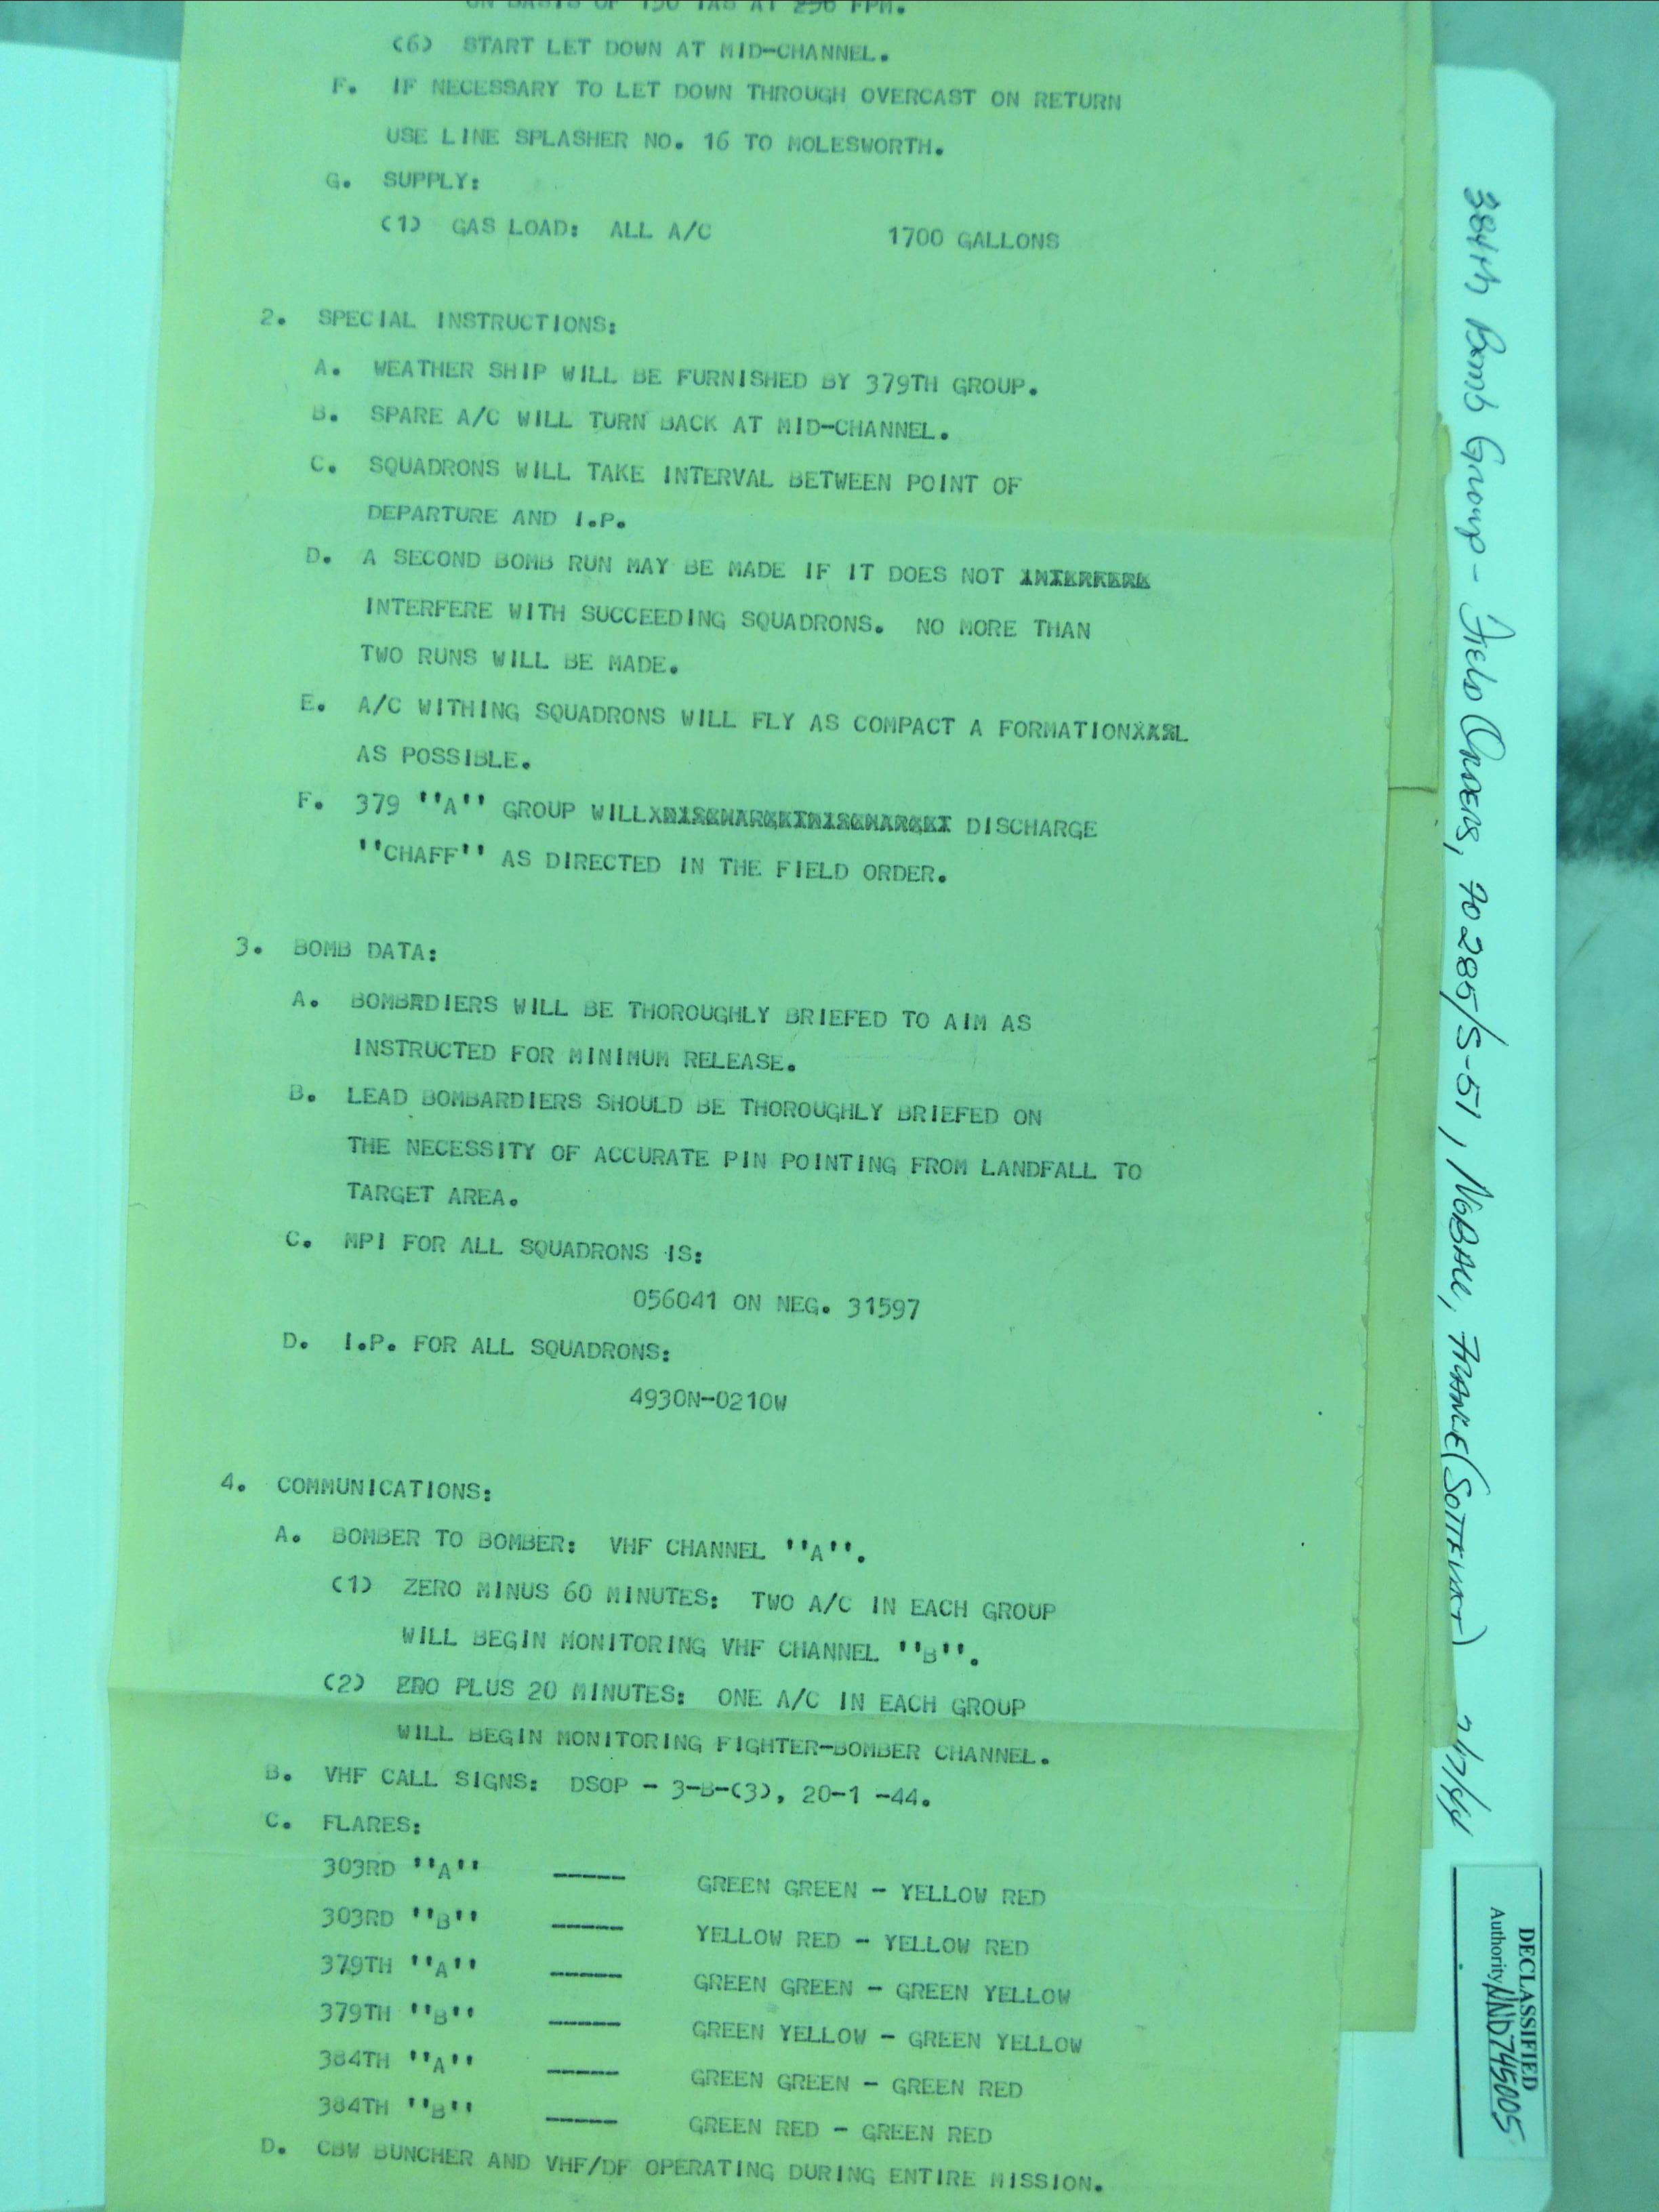 ON BASIS OF 150 IAS AT 250 FPM.
(6) START LET DOWN AT MID-CHANNEL.
F. IF NECESSARY TO LET DOWN THROUGH OVERCAST ON RETURN
USE LINE SPLASHER NO. 16 TO MOLESWORTH.
G. SUPPLY:
(1) GAS LOAD: ALL A/C 1700 GALLONS
2. SPECIAL INSTRUCTIONS:
A. WEATHER SHIP WILL BE FURNISHED BY 379TH GROUP.
B. SPARE A/C WILL TURN BACK AT MID-CHANNEL.
C. SQUADRONS WILL TAKE INTERVAL BETWEEN POINT OF
DEPARTURE AND I.P.
D. A SECOND BOMB RUN MAY BE MADE IF IT DOES NOT
INTERFERE WITH SUCCEEDING SQUADRONS. NO MORE THAN
TWO RUNS WILL BE MADE.
E. A/C WITHING SQUADRONS WILL FLY AS COMPACT A FORMATION
AS POSSIBLE.
F. 379 ''A'' GROUP WILL DISCHARGE
''CHAFF'' AS DIRECTED IN THE FIELD ORDER.
3. BOMB DATA:
A. BOMBRDIERS WILL BE THOROUGHLY BRIEFED TO AIM AS
INSTRUCTED FOR MINIMUM RELEASE.
B. LEAD BOMBARDIERS SHOULD BE THOROUGHLY BRIEFED ON
THE NECESSITY OF ACCURATE PIN POINTING FROM LANDFALL TO
TARGET AREA.
C. MPI FOR ALL SQUADRONS IS:
056041 ON NEG. 31597
D. I.P. FOR ALL SQUADRONS:
4930N-0210W
4. COMMUNICATIONS:
A. BOMBER TO BOMBER: VHF CHANNEL ''A''.
(1) ZERO MINUS 60 MINUTES: TWO A/C IN EACH GROUP
WILL BEGIN MONITORING VHF CHANNEL ''B''.
(2) ZRO PLUS 20 MINUTES: ONE A/C IN EACH GROUP
WILL BEGIN MONITORING FIGHTER-BOMBER CHANNEL.
B. VHF CALL SIGNS: DSOP - 3-B-(3), 20-1 -44.
C. FLARES:
303RD ''A'' ----- GREEN GREEN - YELLOW RED
303RD ''B'' ----- YELLOW RED - YELLOW RED
379TH ''A'' ----- GREEN GREEN - GREEN YELLOW
379TH ''B'' ----- GREEN YELLOW - GREEN YELLOW
384TH ''A'' ----- GREEN GREEN - GREEN RED
384TH ''B'' ----- GREEN RED - GREEN RED
D. CBW BUNCHER AND VHF/DF OPERATING DURING ENTIRE MISSION.
384th Bomb Group - Field Orders, FO 285/S-51, NOBALL, FRANCE (SOTTEVAST)
DECLASSIFIED
Authority NND745005